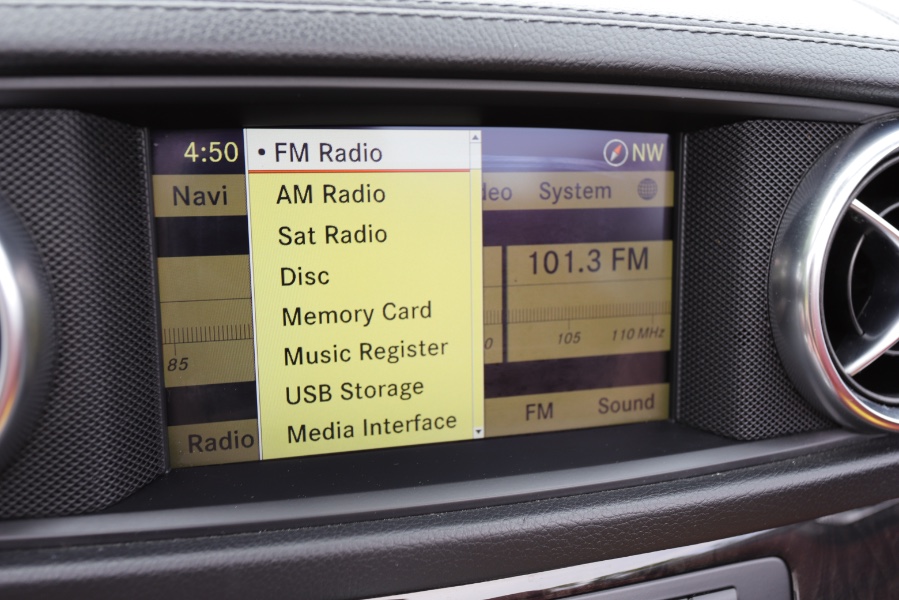 4:50
NW
Navi
System
101.3 FM
85
105
110 MHz
Radio
FM
Sound
• FM Radio
AM Radio
Sat Radio
Disc
Memory Card
Music Register
USB Storage
Media Interface